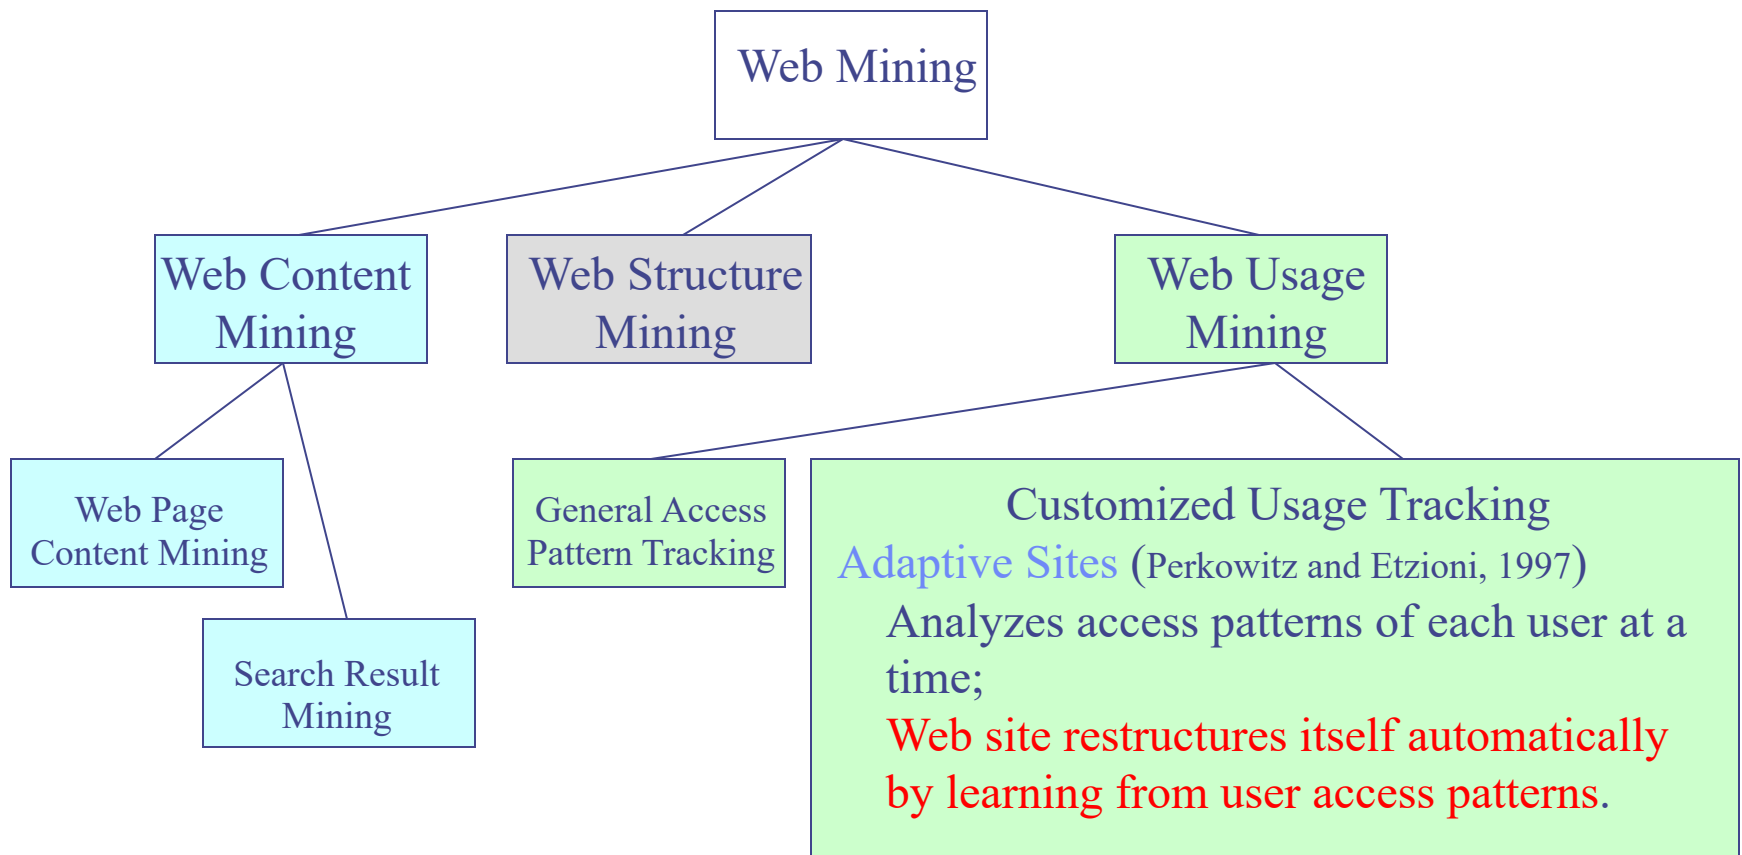 Web Mining
Web Content
Mining
Web Structure
Mining
Web Usage
Mining
Web Page
Content Mining
Search Result
Mining
General Access
Pattern Tracking
Customized Usage Tracking
Adaptive Sites (Perkowitz and Etzioni, 1997)
Analyzes access patterns of each user at a
time;
Web site restructures itself automatically
by learning from user access patterns.